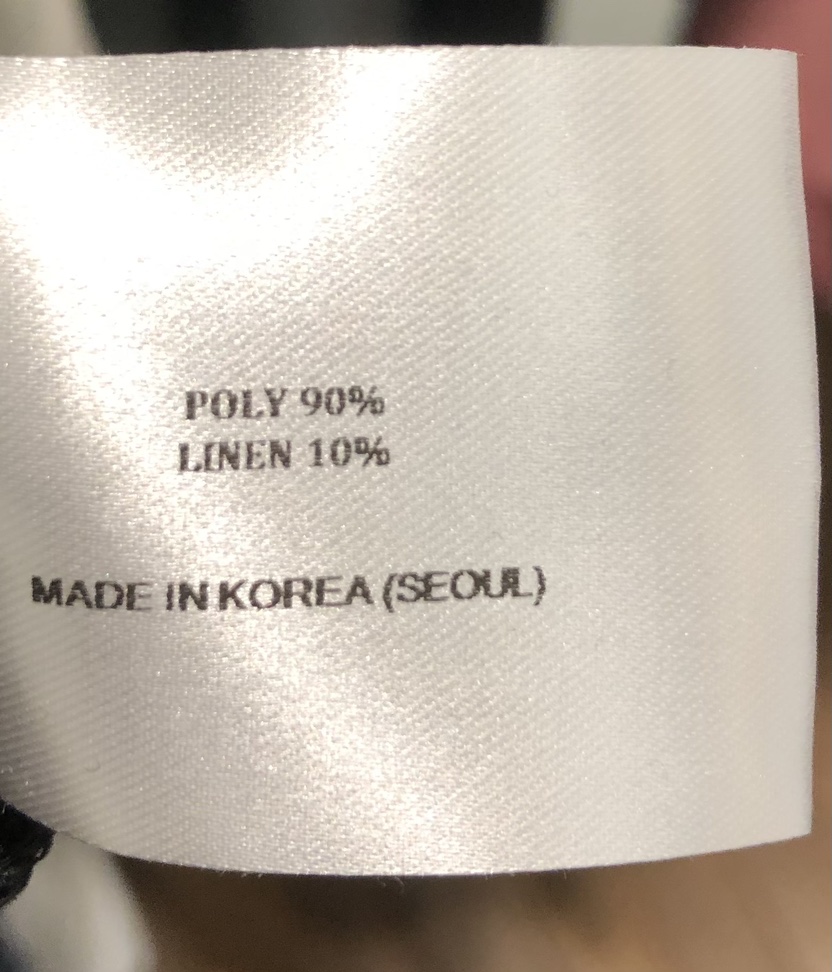 POLY 90%
LINEN 10%
MADE IN KOREA (SEOUL)